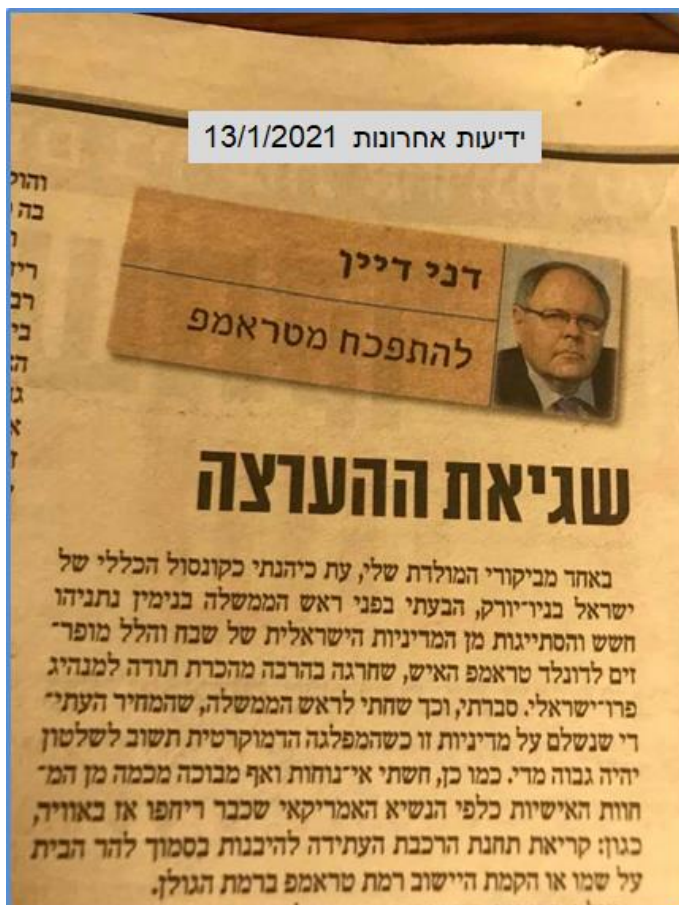 ידיעות אחרונות 13/1/2021
דני דיין
להתפכח מטראמפ
שגיאת ההערצה
באחד מביקורי המולדת שלי, עת כיהנתי כקונסול הכללי של
ישראל בניו־יורק, הבעתי בפני ראש הממשלה בנימין נתניהו
חשש והסתייגות מן המדיניות הישראלית של שבח והלל מופר־
זים לדונלד טראמפ האיש, שחרגה בהרבה מהכרת תודה למנהיג
פרו־ישראלי. סברתי, וכך שחתי לראש הממשלה, שהמחיר העתי־
די שנשלם על מדיניות זו כשהמפלגה הדמוקרטית תשוב לשלטון
יהיה גבוה מדי. כמו כן, חשתי אי־נוחות ואף מבוכה מכמה מן המ־
חוות האישיות כלפי הנשיא האמריקאי שכבר ריחפו אז באוויר,
כגון: קריאת תחנת הרכבת העתידה להיבנות בסמוך להר הבית
על שמו או הקמת היישוב רמת טראמפ ברמת הגולן.